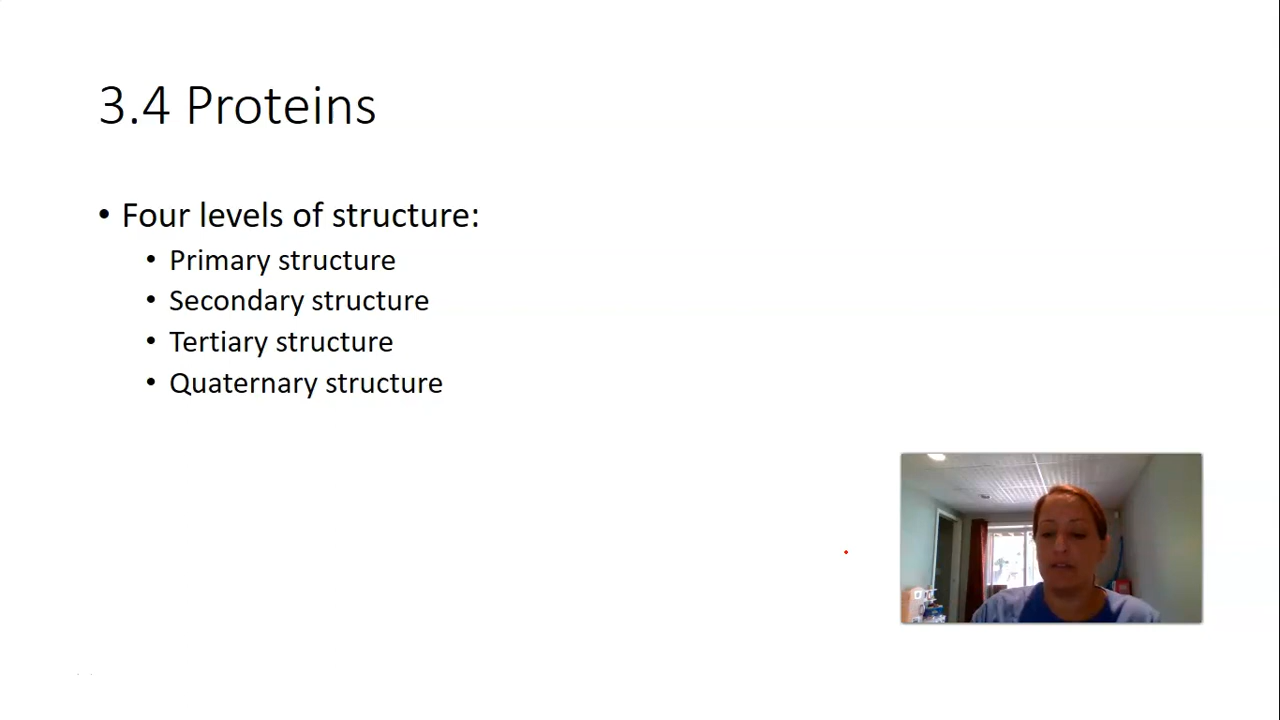 3.4 Proteins
• Four levels of structure:
• Primary structure
• Secondary structure
• Tertiary structure
• Quaternary structure